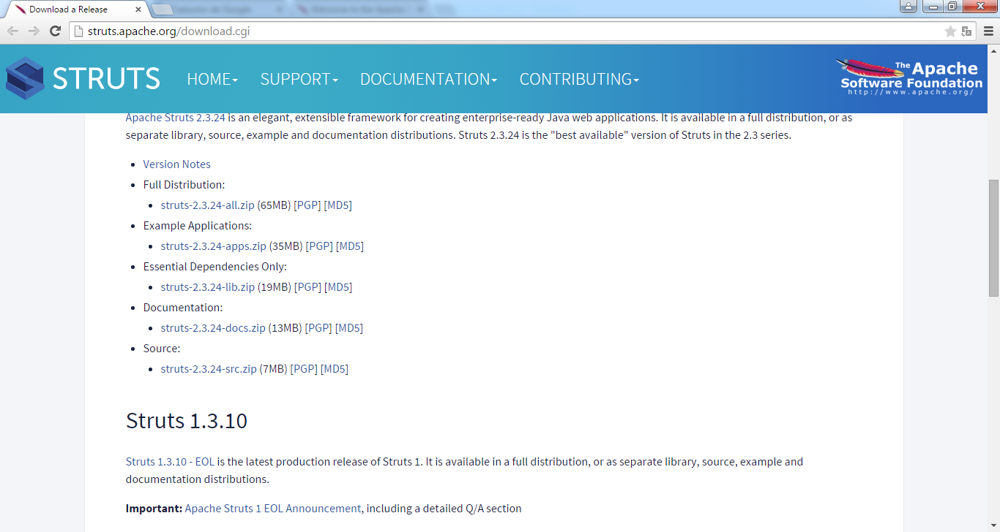 Download a Release
struts.apache.org/download.cgi
STRUTS HOME SUPPORT DOCUMENTATION CONTRIBUTING
The Apache
Software Foundation
http://www.apache.org/
Apache Struts 2.3.24 is an elegant, extensible framework for creating enterprise-ready Java web applications. It is available in a full distribution, or as
separate library, source, example and documentation distributions. Struts 2.3.24 is the "best available" version of Struts in the 2.3 series.
Version Notes
Full Distribution:
struts-2.3.24-all.zip (65MB) [PGP] [MD5]
Example Applications:
struts-2.3.24-apps.zip (35MB) [PGP] [MD5]
Essential Dependencies Only:
struts-2.3.24-lib.zip (19MB) [PGP] [MD5]
Documentation:
struts-2.3.24-docs.zip (13MB) [PGP] [MD5]
Source:
struts-2.3.24-src.zip (7MB) [PGP] [MD5]
Struts 1.3.10
Struts 1.3.10 - EOL is the latest production release of Struts 1. It is available in a full distribution, or as separate library, source, example and
documentation distributions.
Important: Apache Struts 1 EOL Announcement, including a detailed Q/A section